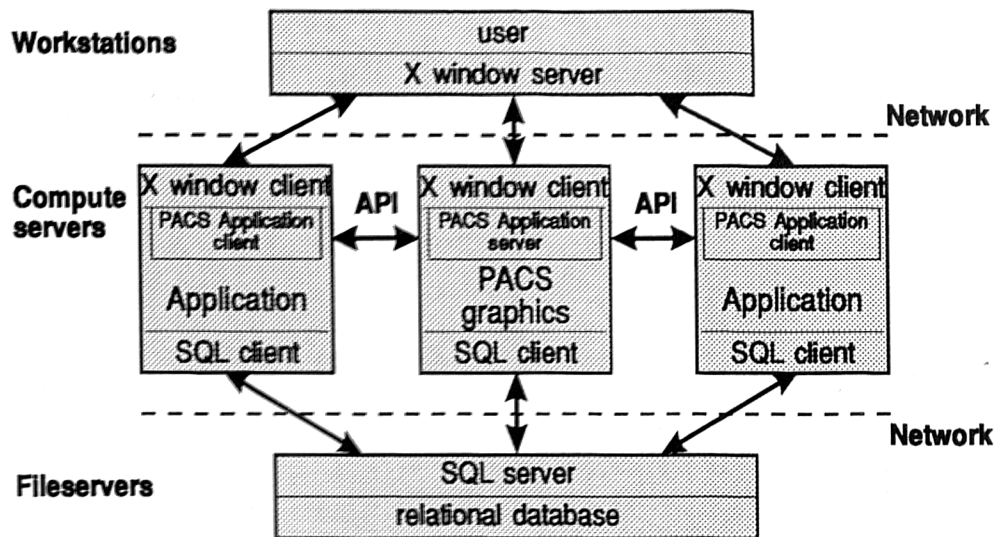 Workstations
user
X window server
Network
Compute
servers
X window client
PACS Application
client
Application
SQL client
API
X window client
PACS Application
server
PACS
graphics
SQL client
API
X window client
PACS Application
client
Application
SQL client
Network
Fileservers
SQL server
relational database